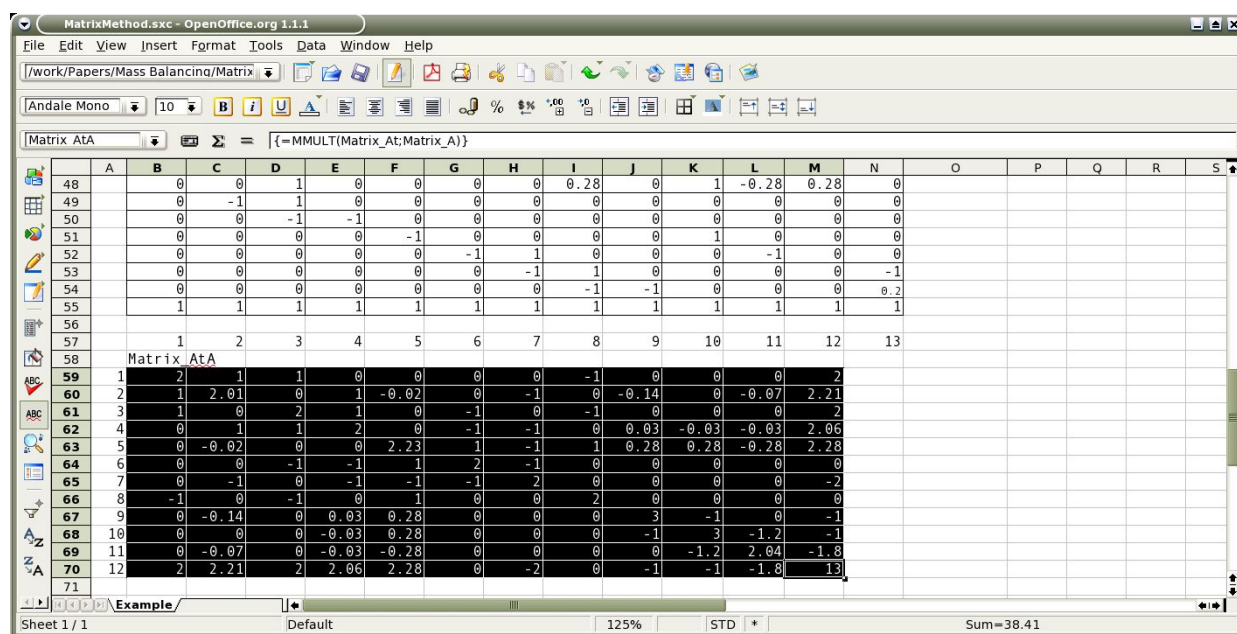 MatrixMethod.sxc - OpenOffice.org 1.1.1
File Edit View Insert Format Tools Data Window Help
/work/Papers/Mass Balancing/Matrix
Andale Mono 10 B i U A % $% .00 .0
Matrix AtA Σ = {=MMULT(Matrix_At;Matrix_A)}
A B C D E F G H I J K L M N O P Q R S
48 0 0 1 0 0 0 0 0.28 0 1 -0.28 0.28 0
49 0 -1 1 0 0 0 0 0 0 0 0 0 0
50 0 0 -1 -1 0 0 0 0 0 0 0 0 0
51 0 0 0 0 -1 0 0 0 0 1 0 0 0
52 0 0 0 0 0 -1 1 0 0 0 -1 0 0
53 0 0 0 0 0 0 -1 1 0 0 0 0 -1
54 0 0 0 0 0 0 0 -1 -1 0 0 0 0.2
55 1 1 1 1 1 1 1 1 1 1 1 1 1
56
57 1 2 3 4 5 6 7 8 9 10 11 12 13
58 Matrix_AtA
59 1 2 1 1 0 0 0 0 -1 0 0 0 2
60 2 1 2.01 0 1 -0.02 0 -1 0 -0.14 0 -0.07 2.21
61 3 1 0 2 1 0 -1 0 -1 0 0 0 2
62 4 0 1 1 2 0 -1 -1 0 0.03 -0.03 -0.03 2.06
63 5 0 -0.02 0 0 2.23 1 -1 1 0.28 0.28 -0.28 2.28
64 6 0 0 -1 -1 1 2 -1 0 0 0 0 0
65 7 0 -1 0 -1 -1 -1 2 0 0 0 0 -2
66 8 -1 0 -1 0 1 0 0 2 0 0 0 0
67 9 0 -0.14 0 0.03 0.28 0 0 0 3 -1 0 -1
68 10 0 0 0 -0.03 0.28 0 0 0 -1 3 -1.2 -1
69 11 0 -0.07 0 -0.03 -0.28 0 0 0 0 -1.2 2.04 -1.8
70 12 2 2.21 2 2.06 2.28 0 -2 0 -1 -1 -1.8 13
71
Example
Sheet 1 / 1 Default 125% STD * Sum=38.41